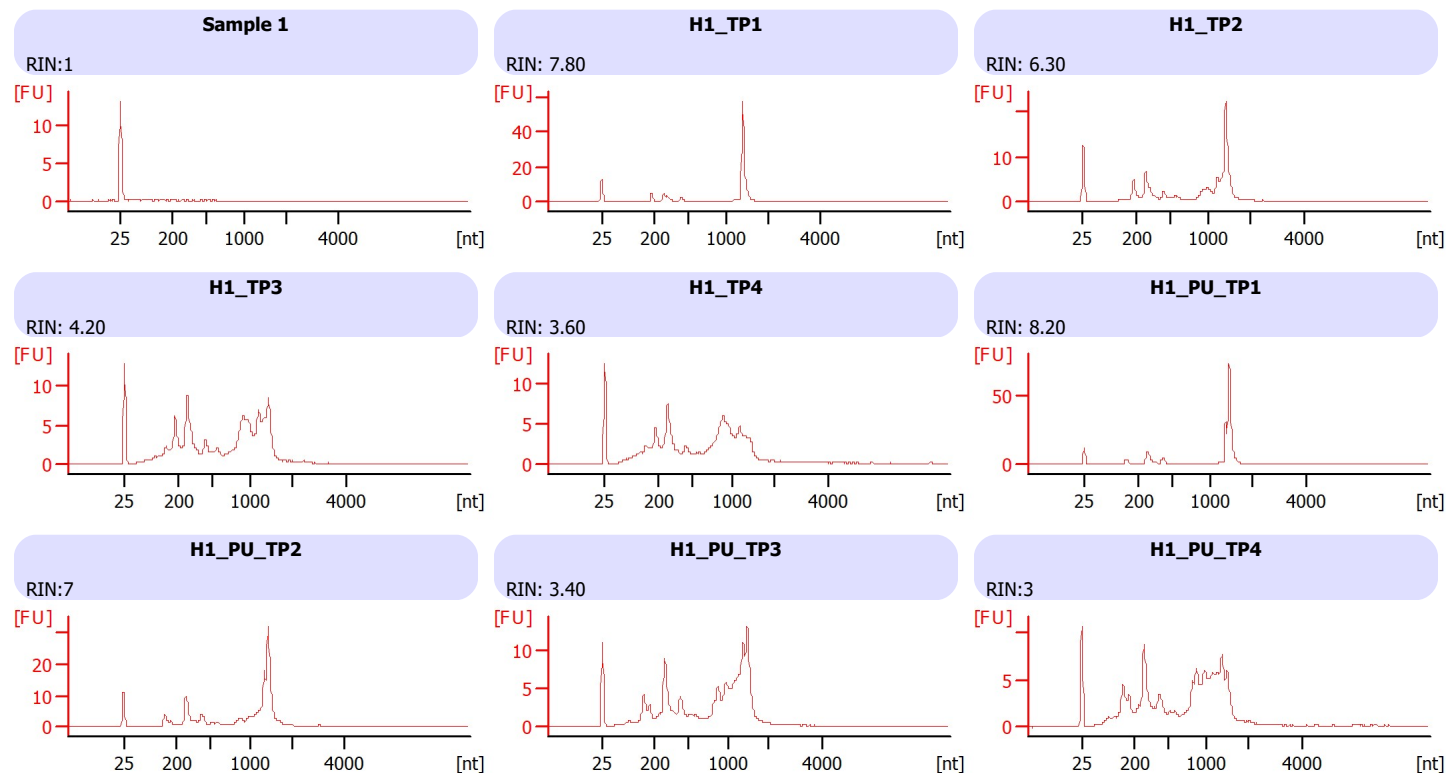 Sample 1
RIN:1
[FU]
10
5
0
25 200 1000 4000 [nt]
H1_TP1
RIN: 7.80
[FU]
40
20
0
25 200 1000 4000 [nt]
H1_TP2
RIN: 6.30
[FU]
10
0
25 200 1000 4000 [nt]
H1_TP3
RIN: 4.20
[FU]
10
5
0
25 200 1000 4000 [nt]
H1_TP4
RIN: 3.60
[FU]
10
5
0
25 200 1000 4000 [nt]
H1_PU_TP1
RIN: 8.20
[FU]
50
0
25 200 1000 4000 [nt]
H1_PU_TP2
RIN:7
[FU]
20
10
0
25 200 1000 4000 [nt]
H1_PU_TP3
RIN: 3.40
[FU]
10
5
0
25 200 1000 4000 [nt]
H1_PU_TP4
RIN:3
[FU]
5
0
25 200 1000 4000 [nt]